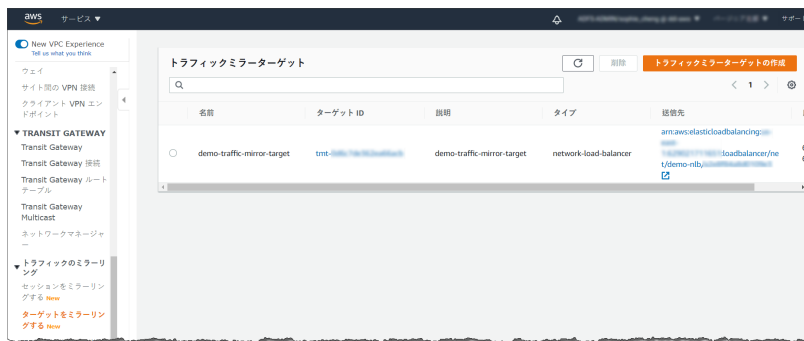 aws サービス ▼
サポー
New VPC Experience
Tell us what you think
ウェイ
サイト間の VPN 接続
クライアント VPN エン
ドポイント
▼ TRANSIT GATEWAY
Transit Gateway
Transit Gateway 接続
Transit Gateway ルート
テーブル
Transit Gateway
Multicast
ネットワークマネージャ
ー
▼ トラフィックのミラーリ
ング
セッションをミラーリン
グする New
ターゲットをミラーリン
グする New
トラフィックミラーターゲット
削除
トラフィックミラーターゲットの作成
< 1 >
名前 ターゲット ID 説明 タイプ 送信先
demo-traffic-mirror-target tmt- demo-traffic-mirror-target network-load-balancer
arn:aws:elasticloadbalancing:
:loadbalancer/ne
t/demo-nlb,